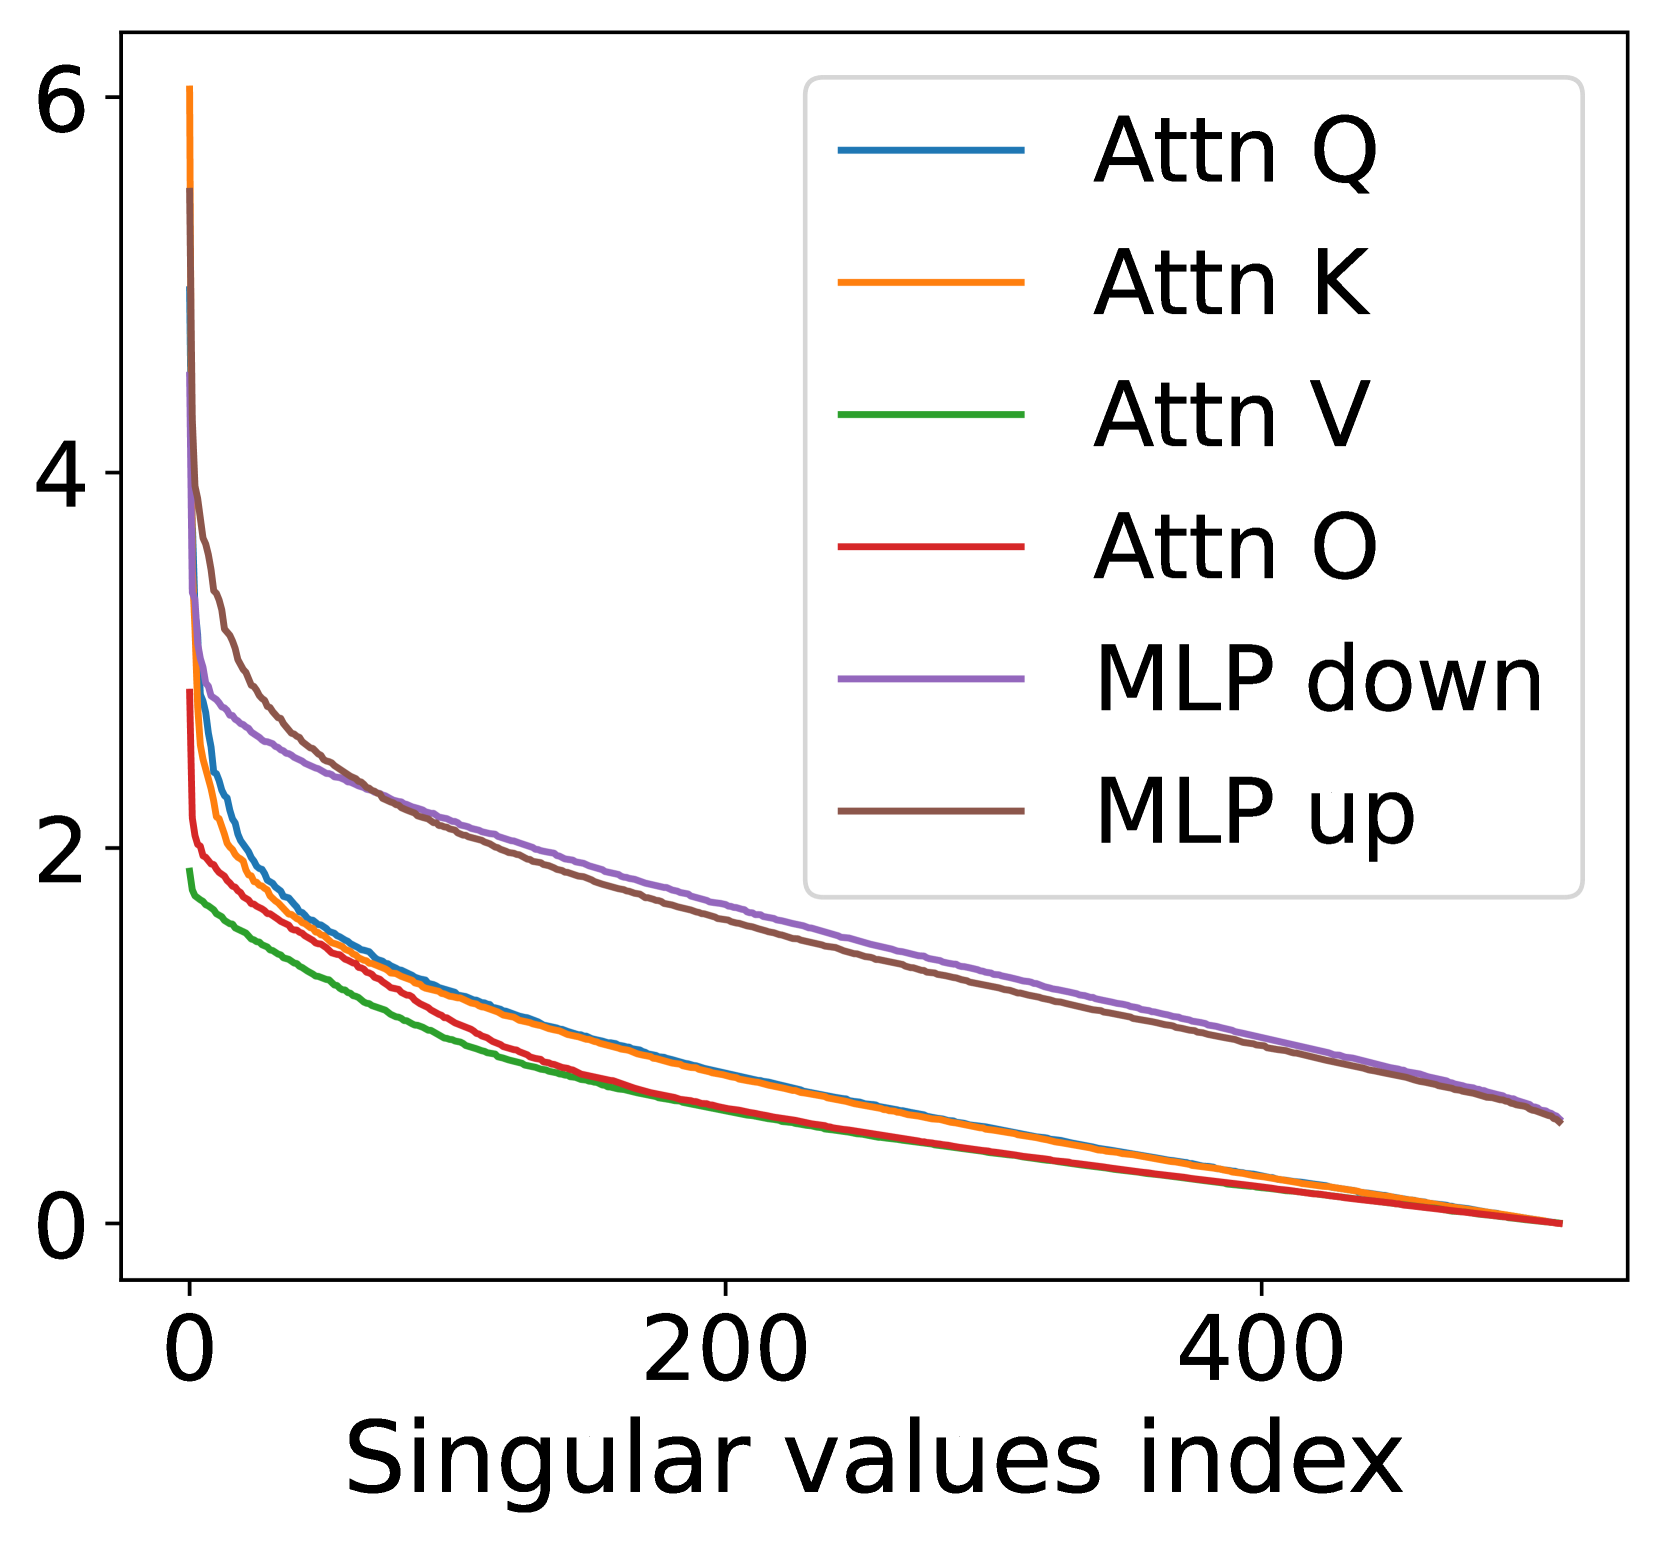 6
4
2
0
0 200 400
Singular values index
Attn Q
Attn K
Attn V
Attn O
MLP down
MLP up